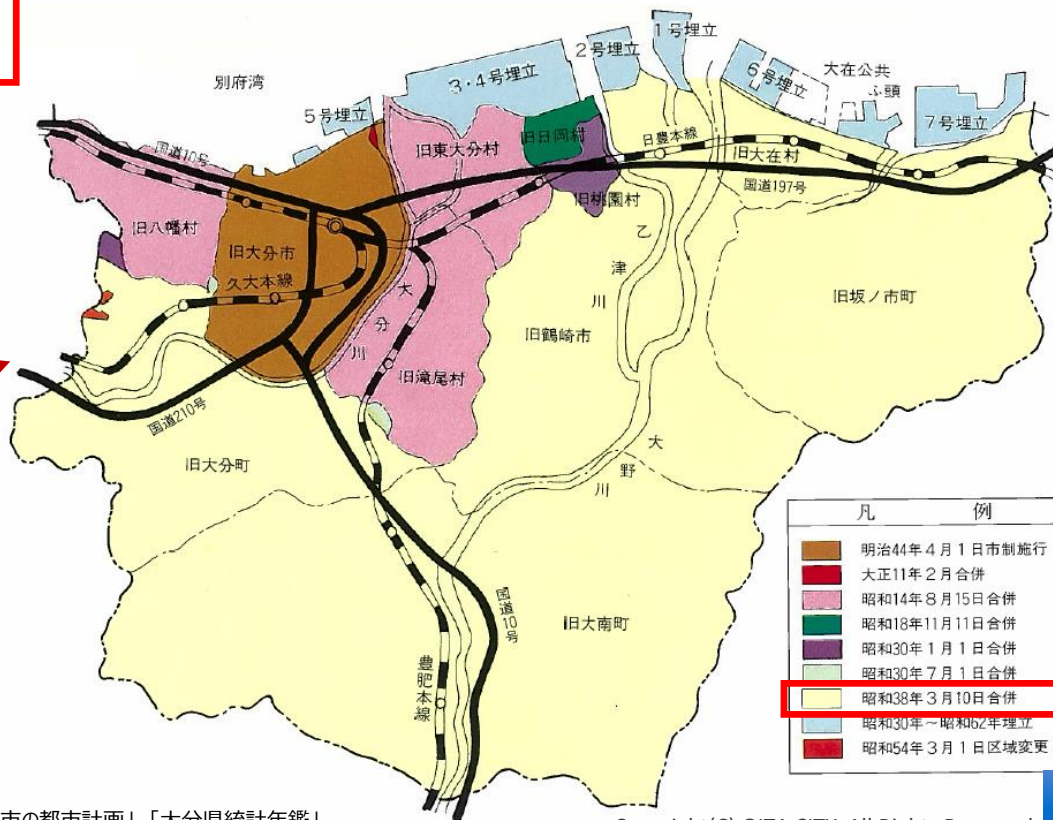 別府湾
1号埋立
2号埋立
3・4号埋立
5号埋立
6号埋立
大在公共
ふ頭
7号埋立
国道10号
旧東大分村
旧日岡村
日豊本線
旧大在村
国道197号
旧桃園村
旧八幡村
旧大分市
久大本線
大分川
乙津川
旧坂ノ市町
旧鶴崎市
旧滝尾村
国道210号
旧大分町
大野川
国道10号
旧大南町
豊肥本線
凡例
明治44年4月1日市制施行
大正11年2月合併
昭和14年8月15日合併
昭和18年11月11日合併
昭和30年1月1日合併
昭和30年7月1日合併
昭和38年3月10日合併
昭和30年～昭和62年埋立
昭和54年3月1日区域変更
市の都市計画」「大分県統計年鑑」